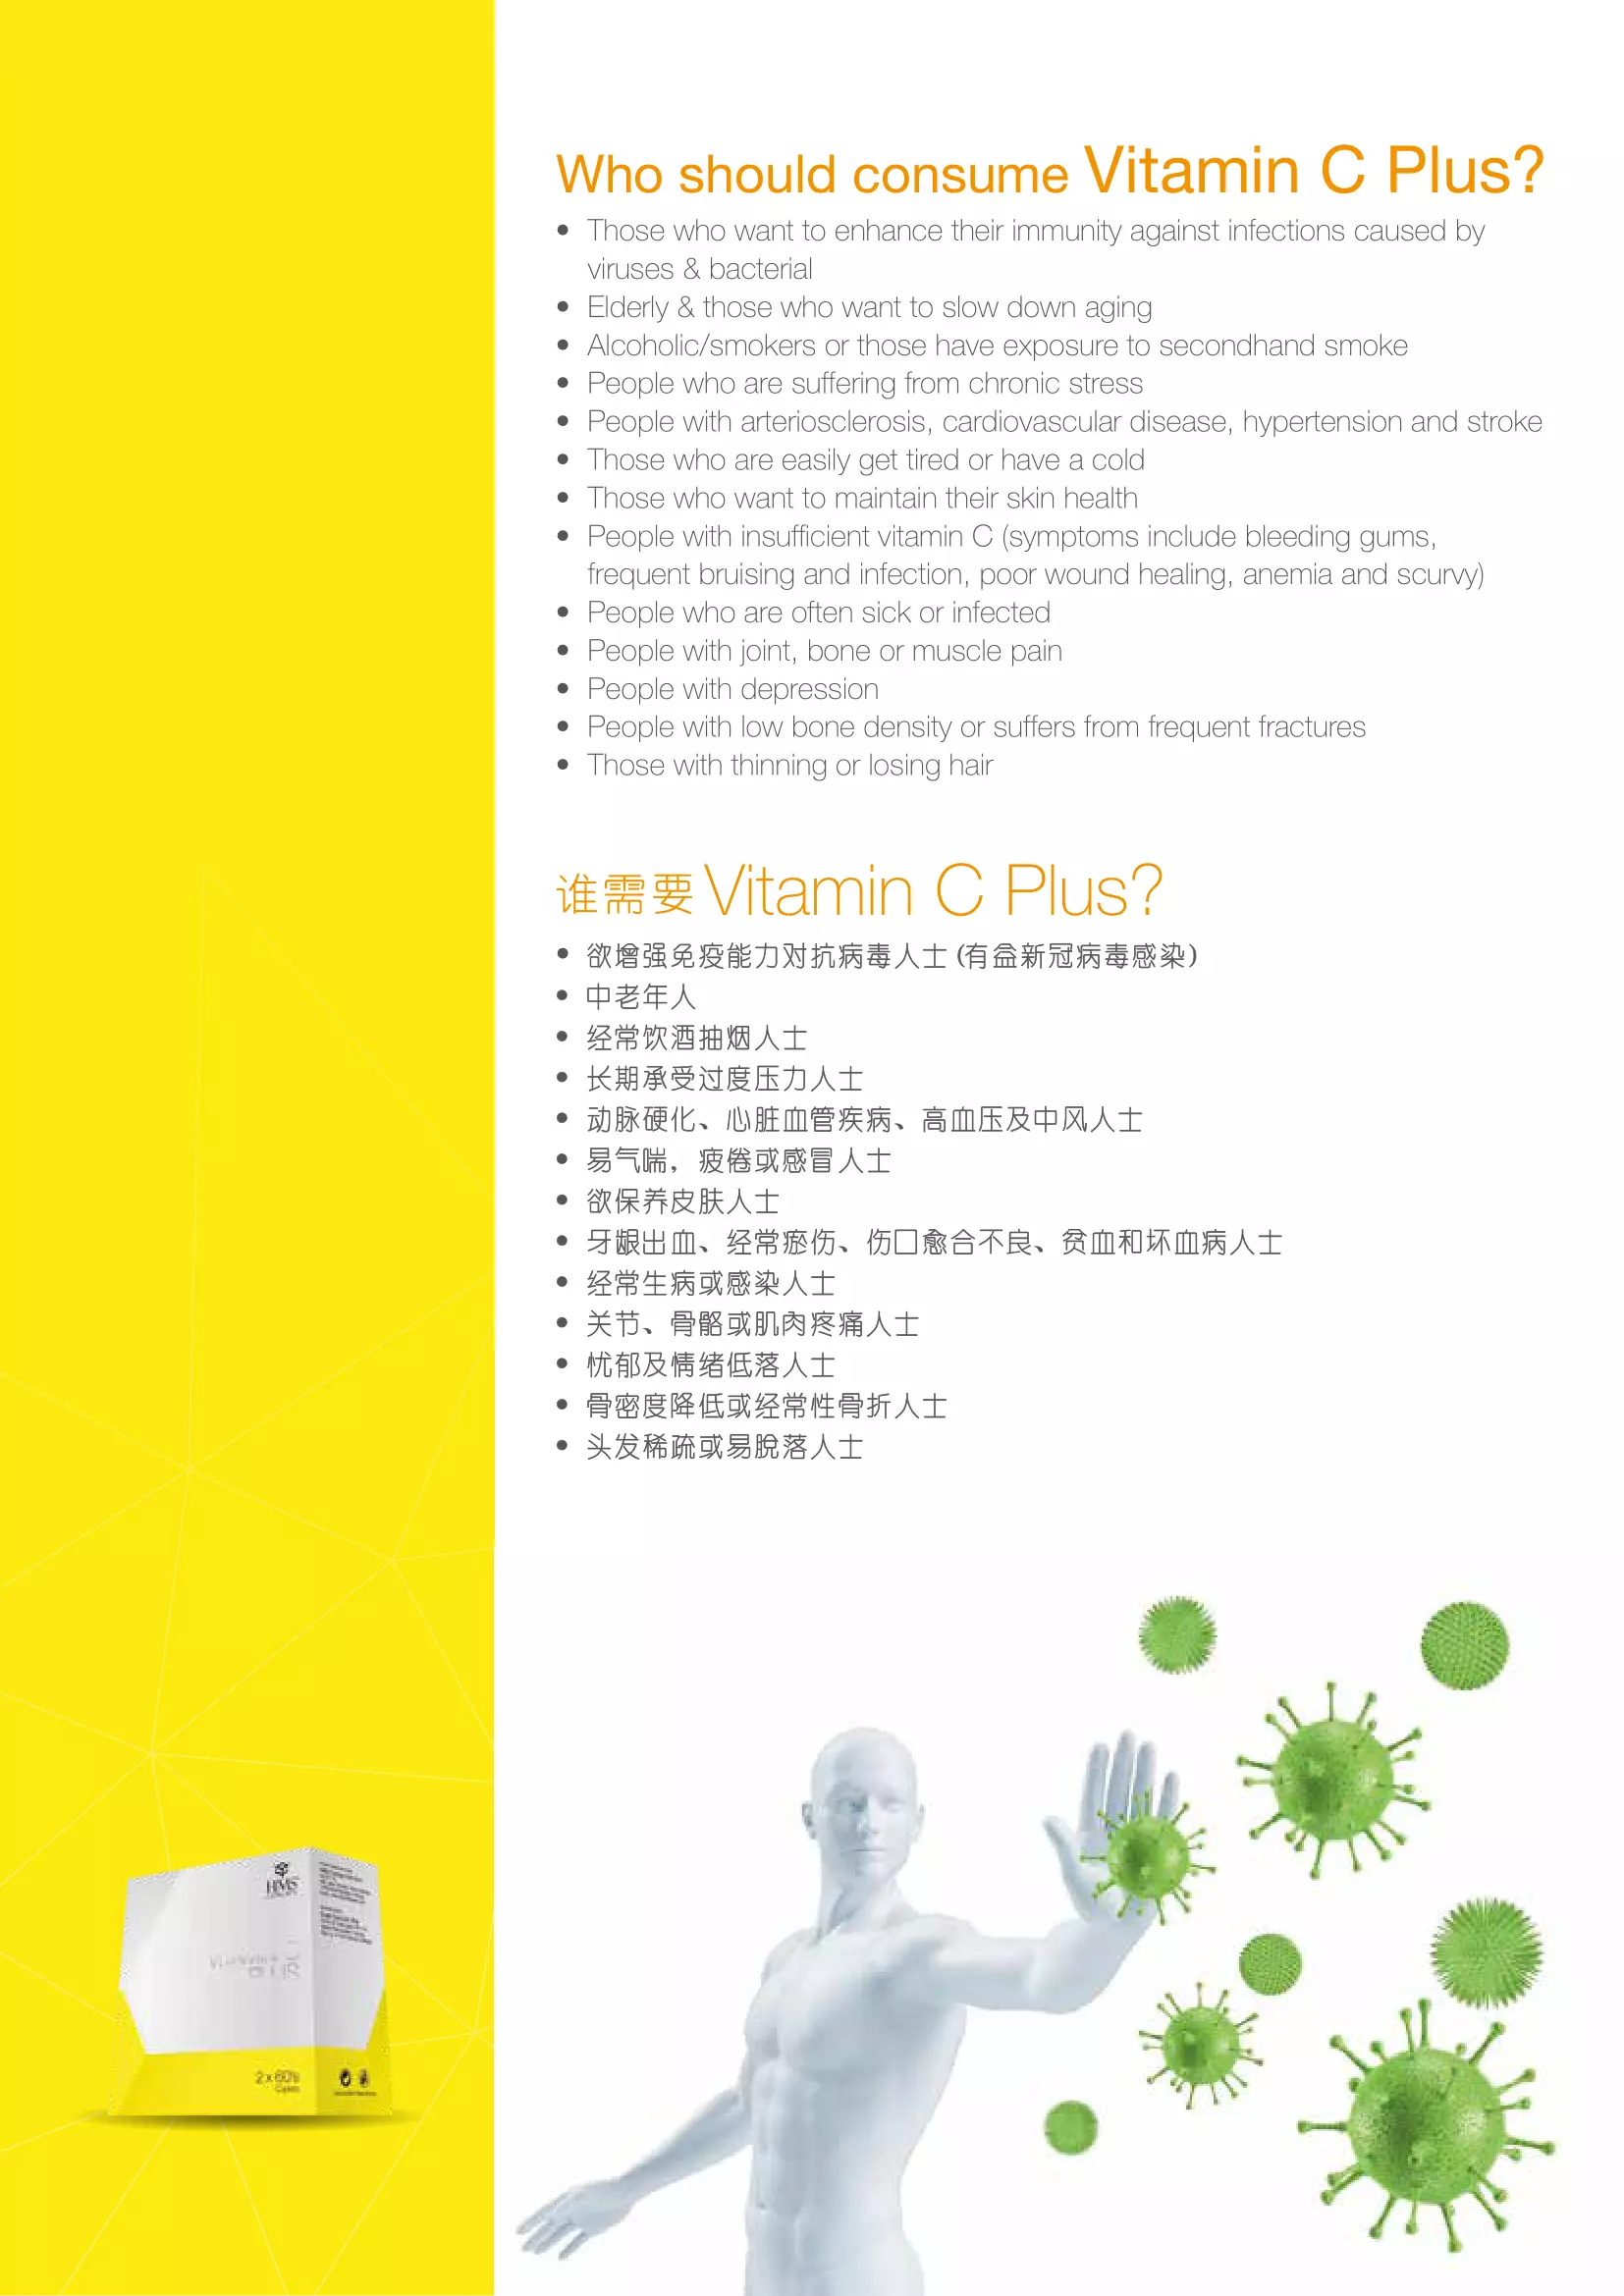 Who should consume Vitamin C Plus?
• Those who want to enhance their immunity against infections caused by
viruses & bacterial
• Elderly & those who want to slow down aging
• Alcoholic/smokers or those have exposure to secondhand smoke
• People who are suffering from chronic stress
• People with arteriosclerosis, cardiovascular disease, hypertension and stroke
• Those who are easily get tired or have a cold
• Those who want to maintain their skin health
• People with insufficient vitamin C (symptoms include bleeding gums,
frequent bruising and infection, poor wound healing, anemia and scurvy)
• People who are often sick or infected
• People with joint, bone or muscle pain
• People with depression
• People with low bone density or suffers from frequent fractures
• Those with thinning or losing hair
谁需要 Vitamin C Plus?
• 欲增强免疫能力对抗病毒人士 (有益新冠病毒感染)
• 中老年人
• 经常饮酒抽烟人士
• 长期承受过度压力人士
• 动脉硬化、心脏血管疾病、高血压及中风人士
• 易气喘，疲倦或感冒人士
• 欲保养皮肤人士
• 牙龈出血、经常瘀伤、伤口愈合不良、贫血和坏血病人士
• 经常生病或感染人士
• 关节、骨骼或肌肉疼痛人士
• 忧郁及情绪低落人士
• 骨密度降低或经常性骨折人士
• 头发稀疏或易脱落人士
HMS
PLUS
2 x 60's